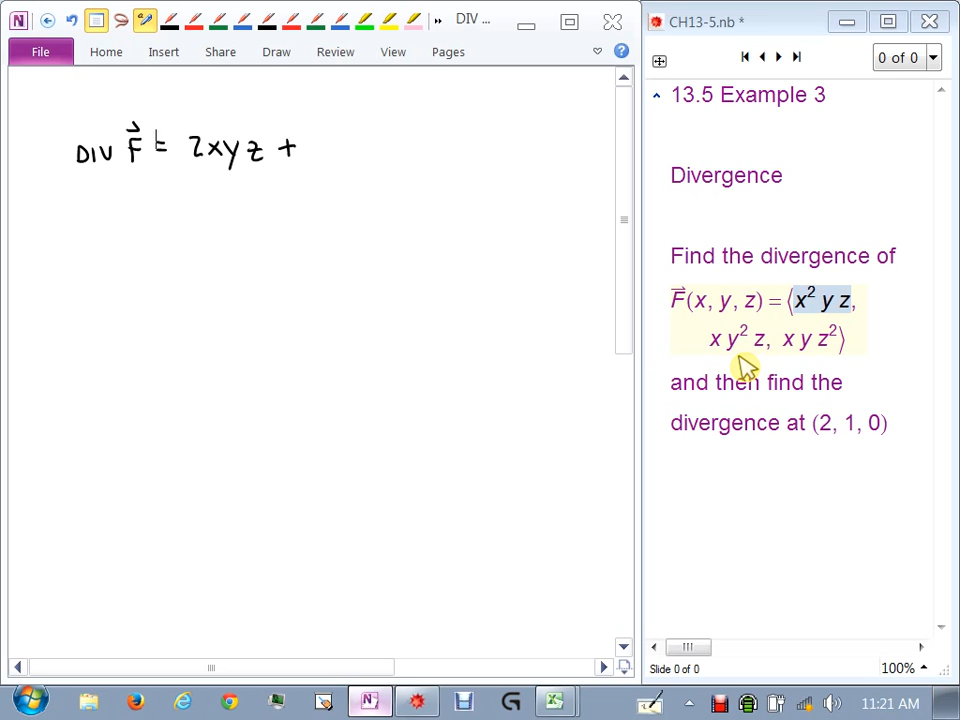 DIV ...
File Home Insert Share Draw Review View Pages
DIV F⃗ = 2xyz +
CH13-5.nb *
0 of 0
13.5 Example 3
Divergence
Find the divergence of
F⃗(x, y, z) = ⟨x² y z,
x y² z, x y z²⟩
and then find the
divergence at (2, 1, 0)
Slide 0 of 0
100%
11:21 AM